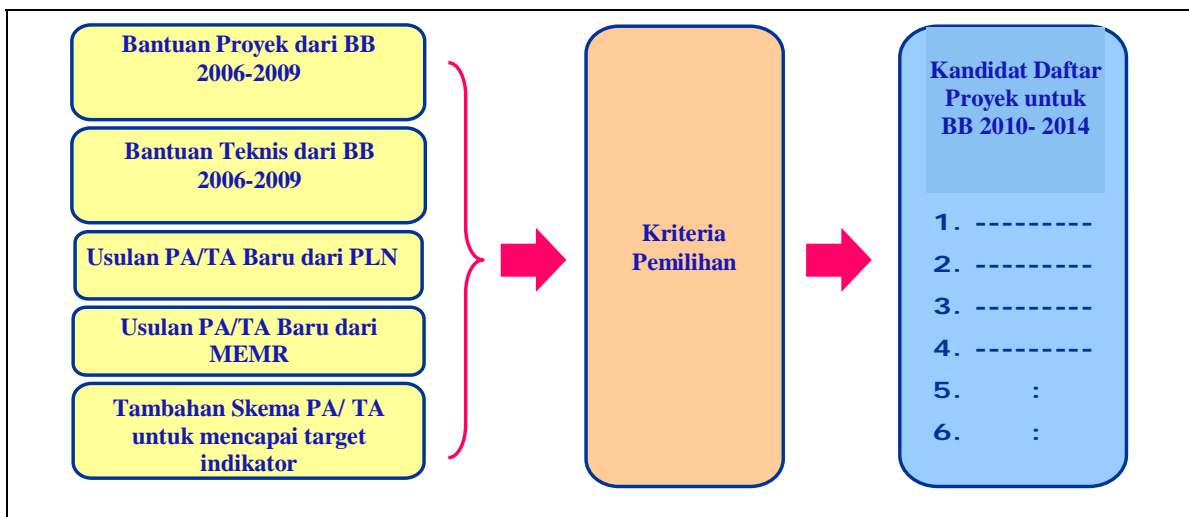 Bantuan Proyek dari BB
2006-2009
Bantuan Teknis dari BB
2006-2009
Usulan PA/TA Baru dari PLN
Usulan PA/TA Baru dari
MEMR
Tambahan Skema PA/ TA
untuk mencapai target
indikator
Kriteria
Pemilihan
Kandidat Daftar
Proyek untuk
BB 2010- 2014
1. ---------
2. ---------
3. ---------
4. ---------
5. :
6. :